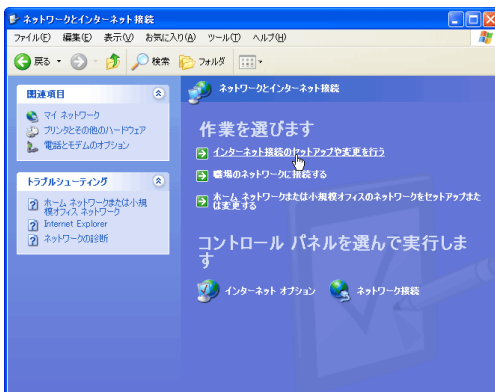 ネットワークとインターネット接続
ファイル(F) 編集(E) 表示(V) お気に入り(A) ツール(T) ヘルプ(H)
戻る 検索 フォルダ
関連項目
マイ ネットワーク
プリンタとその他のハードウェア
電話とモデムのオプション
トラブルシューティング
ホーム ネットワークまたは小規
模オフィス ネットワーク
Internet Explorer
ネットワークの診断
ネットワークとインターネット接続
作業を選びます
インターネット接続のセットアップや変更を行う
職場のネットワークに接続する
ホーム ネットワークまたは小規模オフィスのネットワークをセットアップまた
は変更する
コントロール パネルを選んで実行しま
す
インターネット オプション ネットワーク接続